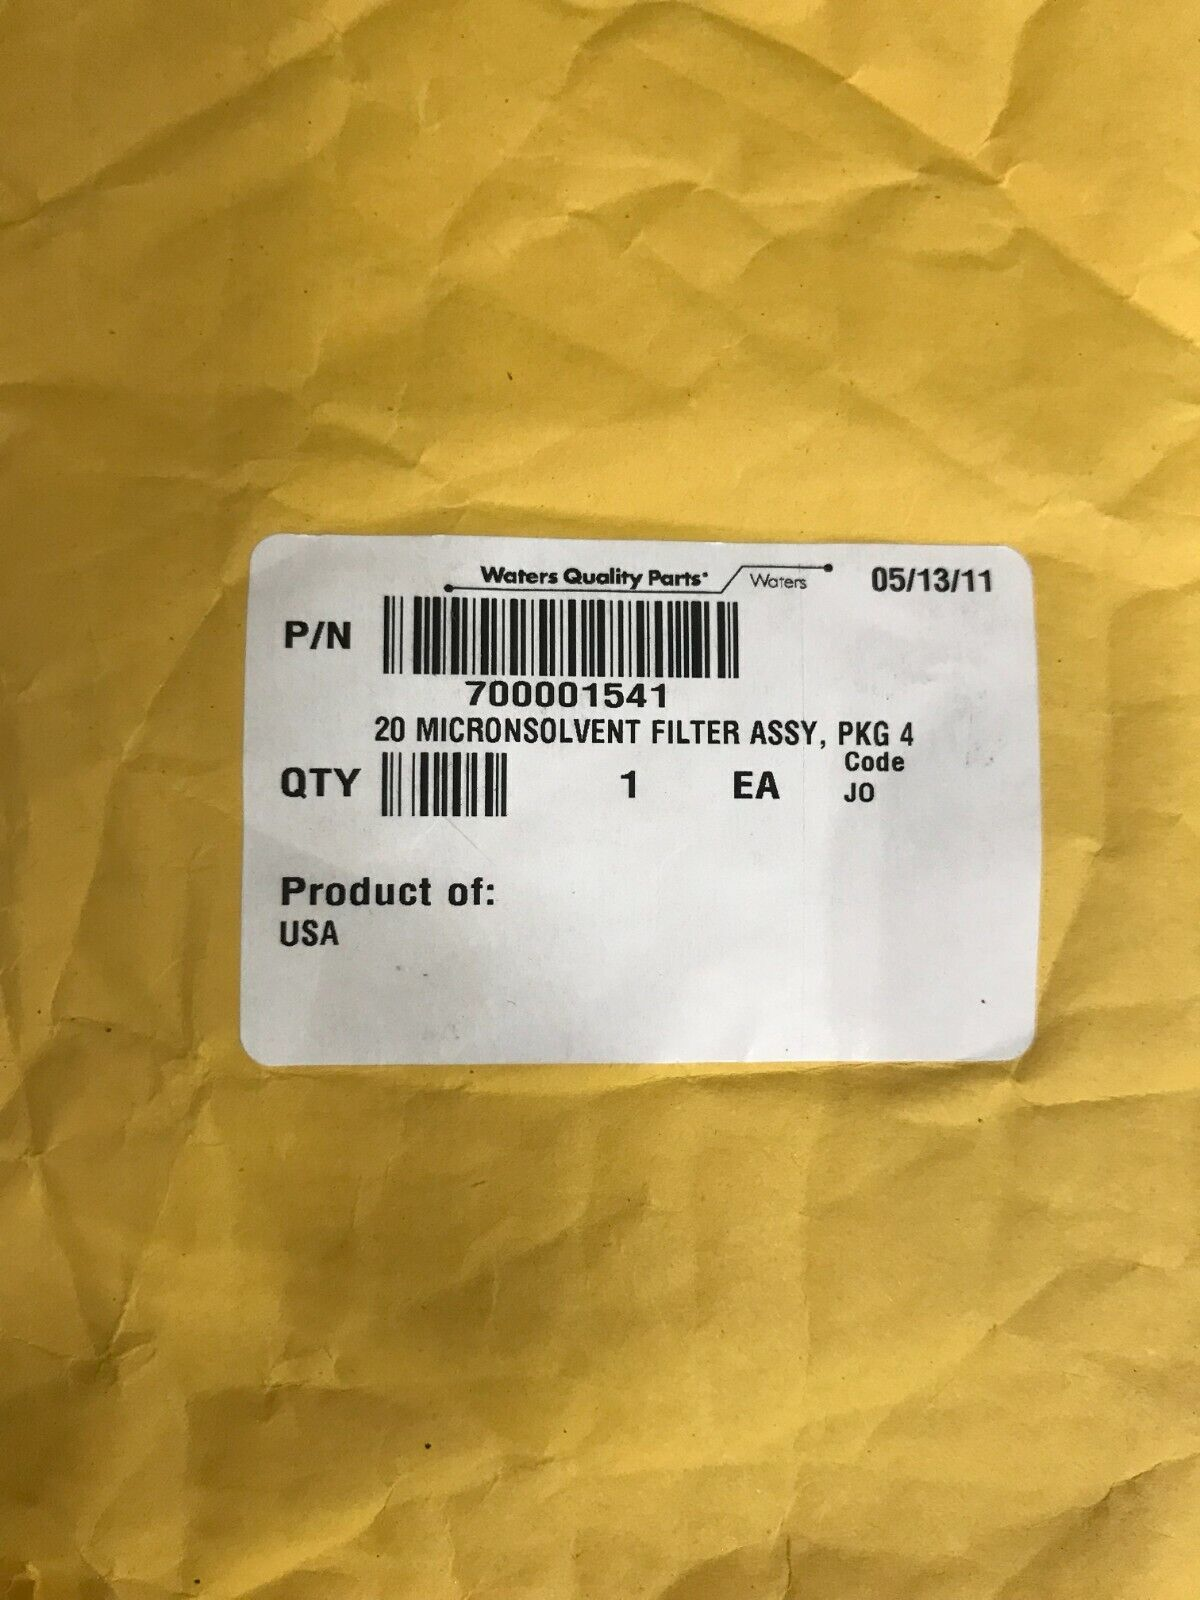 Waters Quality Parts® Waters 05/13/11
P/N
700001541
20 MICRONSOLVENT FILTER ASSY, PKG 4
QTY 1 EA Code
JO
Product of:
USA